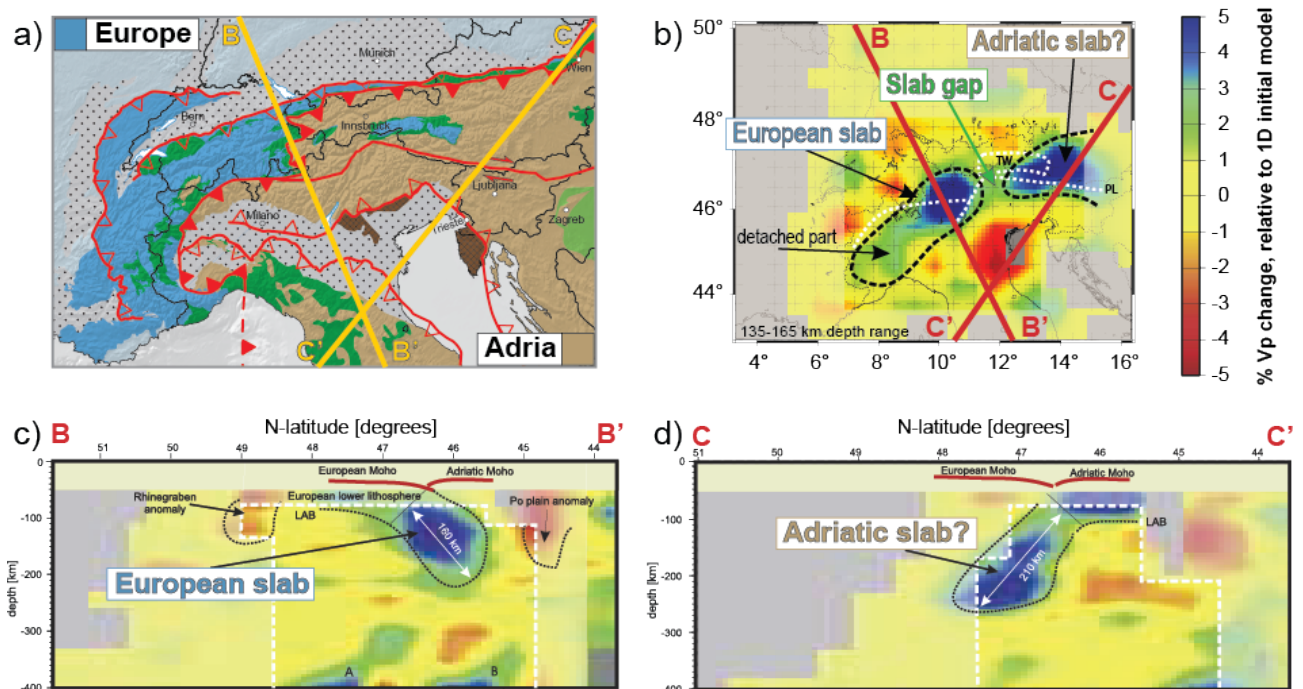 a)
Europe
B
C
Munich
Wien
Bern
Innsbruck
Ljubljana
Milano
Trieste
Zagreb
C'
B'
Adria
b)
50°
48°
46°
44°
4°
8°
10°
12°
14°
16°
B
Adriatic slab?
Slab gap
C
European slab
TW
PL
detached part
C'
B'
135-165 km depth range
5
4
3
2
1
0
-1
-2
-3
-4
-5
% Vp change, relative to 1D initial model
c)
B
N-latitude [degrees]
B'
51
50
49
48
47
46
45
44
0
-100
-200
-300
-400
depth [km]
European Moho
Adriatic Moho
Rhinegraben
anomaly
European lower lithosphere
Po plain anomaly
LAB
160 km
European slab
A
B
d)
C
N-latitude [degrees]
C'
51
50
49
48
47
46
45
44
0
-100
-200
-300
-400
depth [km]
European Moho
Adriatic Moho
LAB
Adriatic slab?
210 km